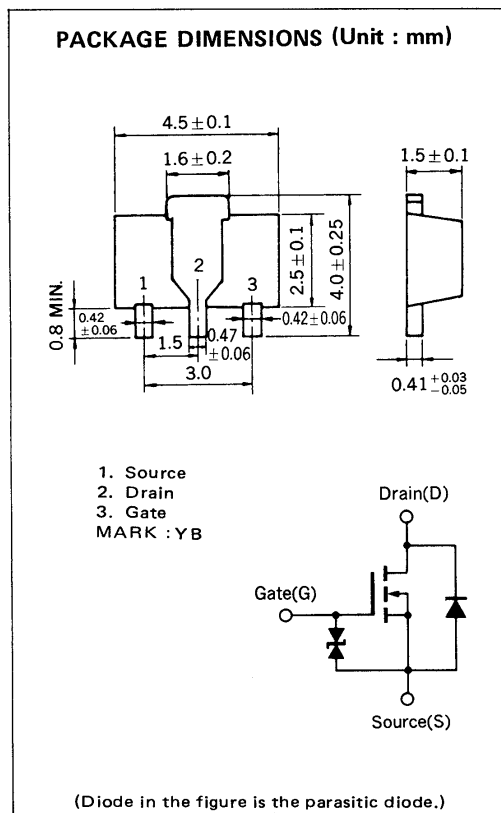 PACKAGE DIMENSIONS (Unit : mm)
4.5±0.1
1.6±0.2
1.5±0.1
1
2
3
0.8 MIN.
0.42
±0.06
1.5
0.47
±0.06
0.42±0.06
3.0
2.5±0.1
4.0±0.25
0.41 +0.03
-0.05
1. Source
2. Drain
3. Gate
MARK : YB
Drain(D)
Gate(G)
Source(S)
(Diode in the figure is the parasitic diode.)